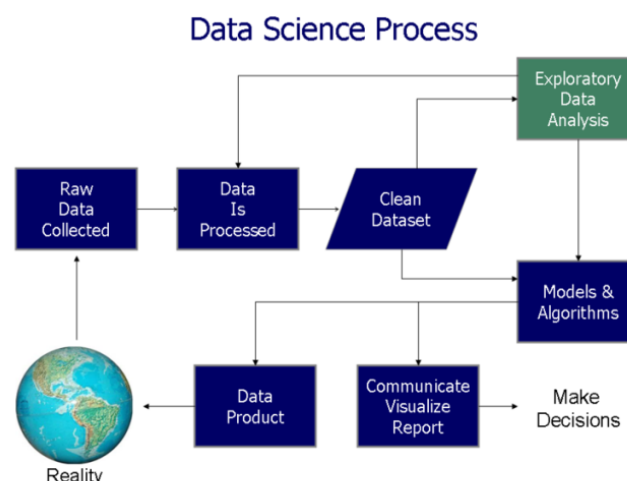 Data Science Process
Exploratory
Data
Analysis
Raw
Data
Collected
Data
Is
Processed
Clean
Dataset
Models &
Algorithms
Data
Product
Communicate
Visualize
Report
Make
Decisions
Reality